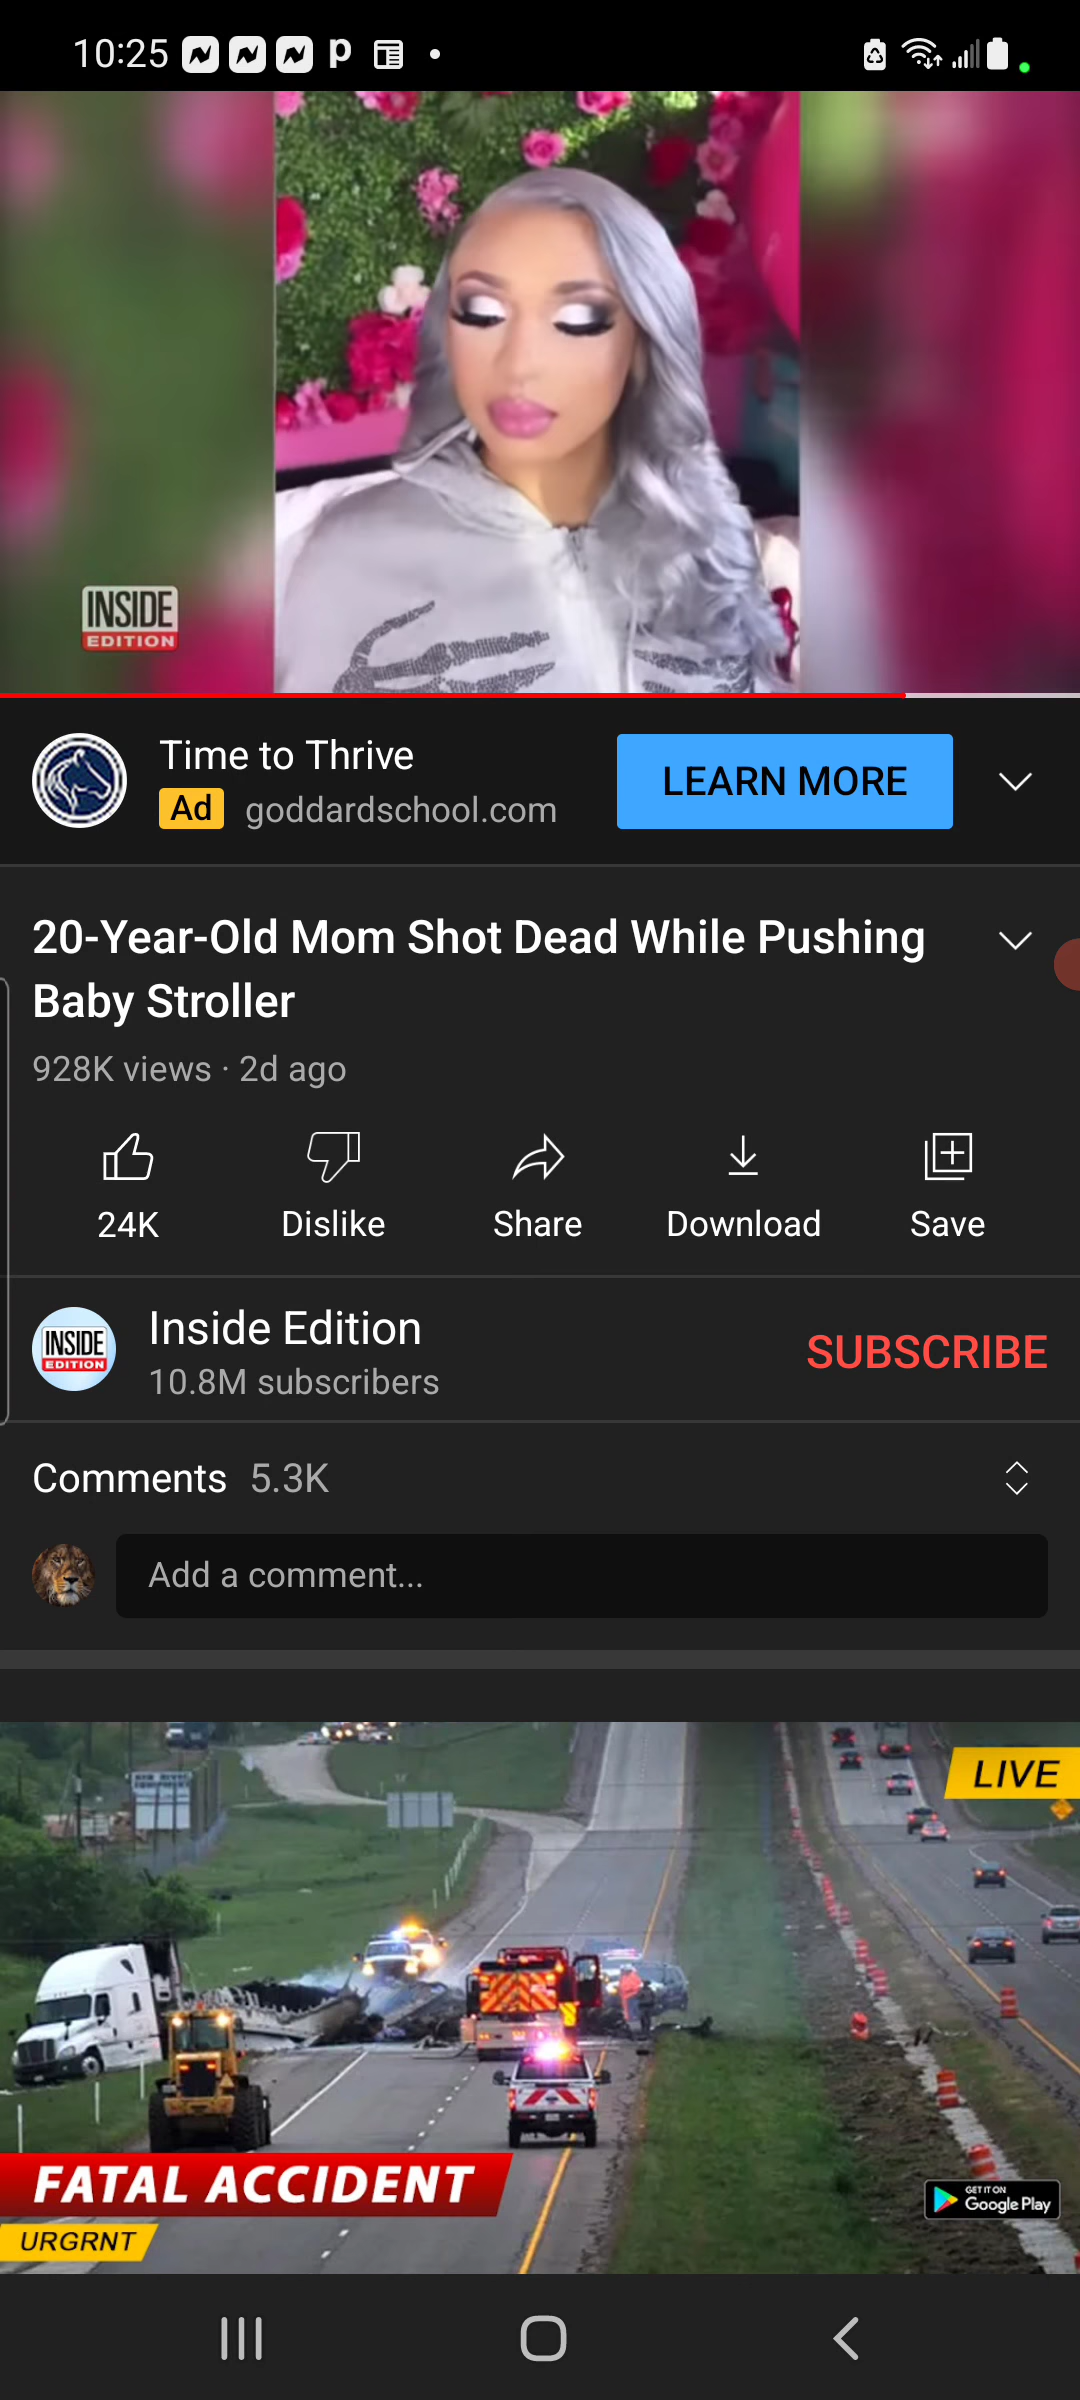 10:25
INSIDE
EDITION
Time to Thrive
Ad goddardschool.com
LEARN MORE
20-Year-Old Mom Shot Dead While Pushing
Baby Stroller
928K views · 2d ago
24K
Dislike
Share
Download
Save
INSIDE
EDITION
Inside Edition
10.8M subscribers
SUBSCRIBE
Comments 5.3K
Add a comment...
LIVE
FATAL ACCIDENT
URGRNT
GET IT ON
Google Play